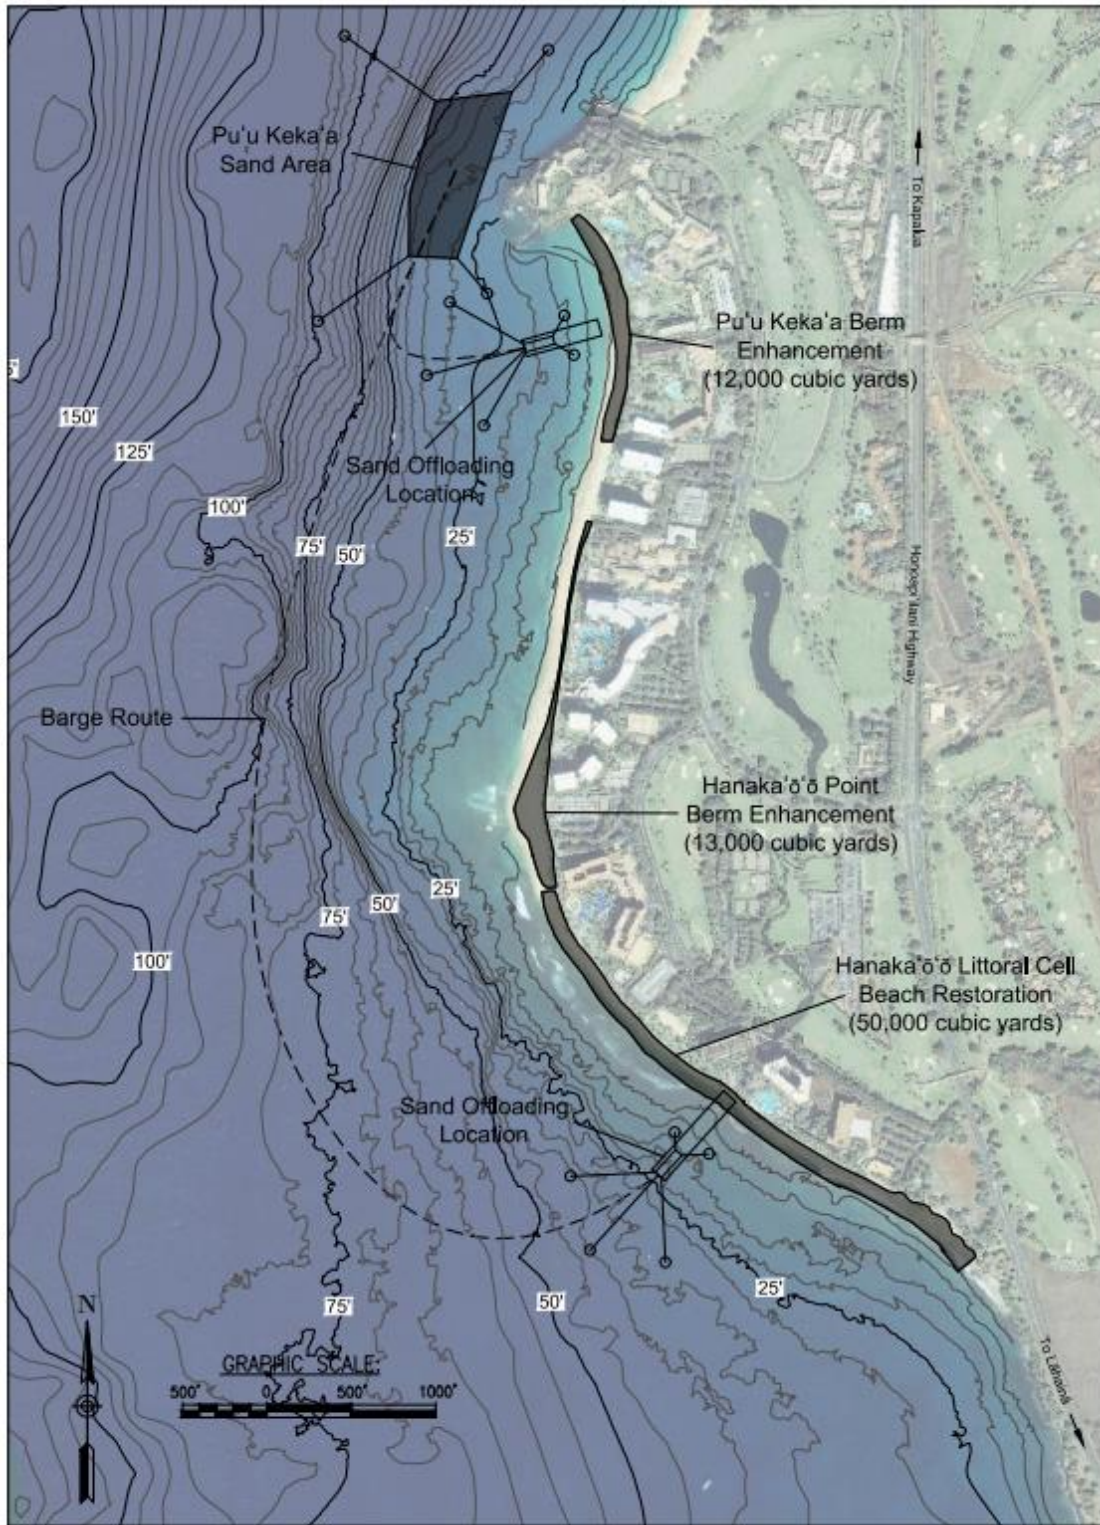 Pu'u Keka'a
Sand Area
To Kapalua
Pu'u Keka'a Berm
Enhancement
(12,000 cubic yards)
150'
125'
100'
75'
50'
25'
Sand Offloading
Location
Honoapi'ilani Highway
Barge Route
Hanaka'ō'ō Point
Berm Enhancement
(13,000 cubic yards)
25'
50'
75'
100'
Hanaka'ō'ō Littoral Cell
Beach Restoration
(50,000 cubic yards)
Sand Offloading
Location
25'
50'
75'
N
GRAPHIC SCALE:
500' 0 500' 1000'
To Lāhainā